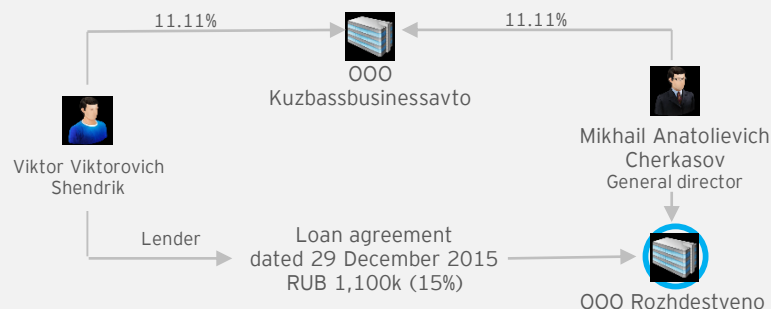 11.11%
11.11%
OOO
Kuzbassbusinessavto
Viktor Viktorovich
Shendrik
Mikhail Anatolievich
Cherkasov
General director
Lender
Loan agreement
dated 29 December 2015
RUB 1,100k (15%)
OOO Rozhdestveno